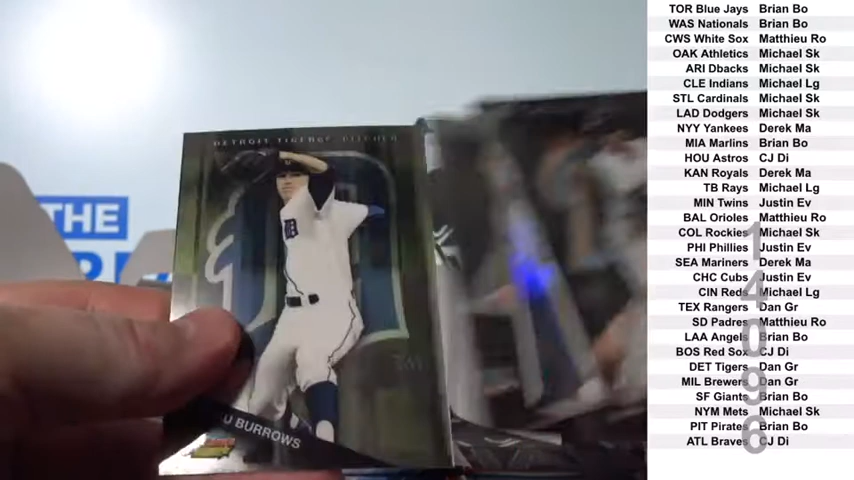 THE
DETROIT TIGERS PITCHER
U BURROWS
TOR Blue Jays Brian Bo
WAS Nationals Brian Bo
CWS White Sox Matthieu Ro
OAK Athletics Michael Sk
ARI Dbacks Michael Sk
CLE Indians Michael Lg
STL Cardinals Michael Sk
LAD Dodgers Michael Sk
NYY Yankees Derek Ma
MIA Marlins Brian Bo
HOU Astros CJ Di
KAN Royals Derek Ma
TB Rays Michael Lg
MIN Twins Justin Ev
BAL Orioles Matthieu Ro
COL Rockies Michael Sk
PHI Phillies Justin Ev
SEA Mariners Derek Ma
CHC Cubs Justin Ev
CIN Reds Michael Lg
TEX Rangers Dan Gr
SD Padres Matthieu Ro
LAA Angels Brian Bo
BOS Red Sox CJ Di
DET Tigers Dan Gr
MIL Brewers Dan Gr
SF Giants Brian Bo
NYM Mets Michael Sk
PIT Pirates Brian Bo
ATL Braves CJ Di
14096